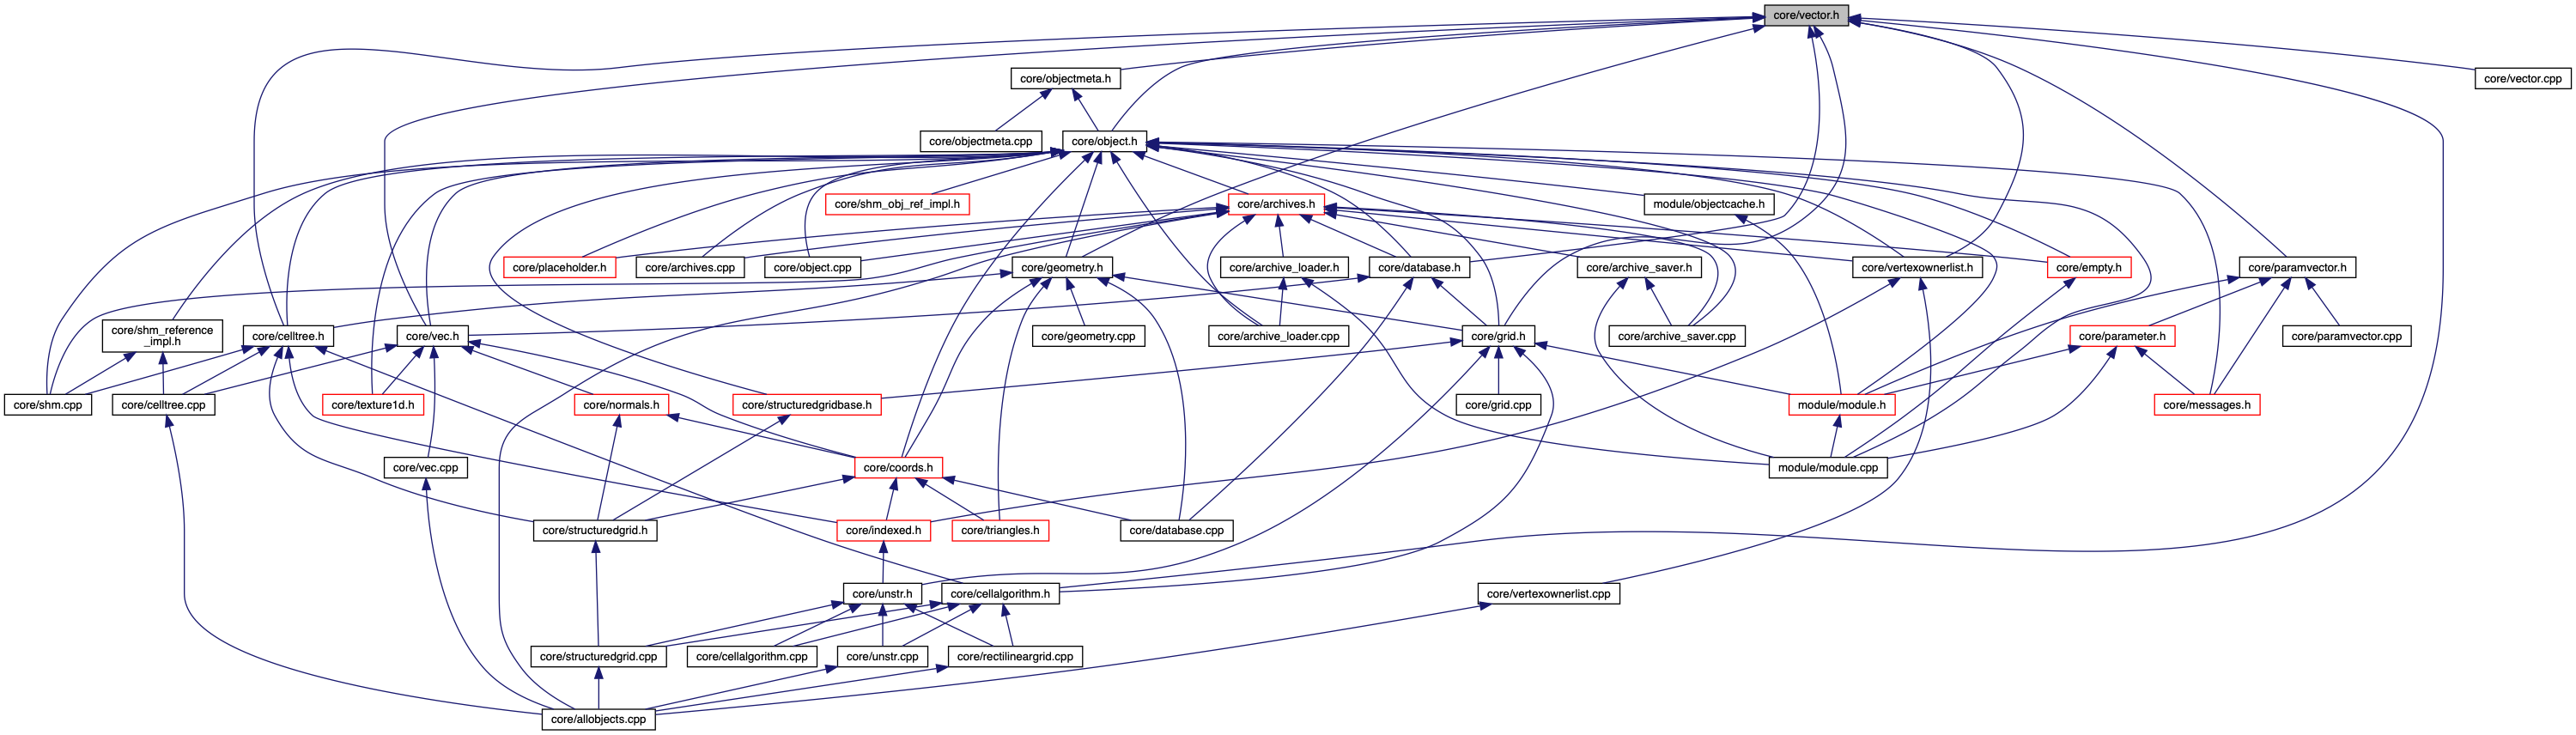 core/vector.h
core/objectmeta.h
core/vector.cpp
core/objectmeta.cpp
core/object.h
core/shm_obj_ref_impl.h
core/archives.h
module/objectcache.h
core/placeholder.h
core/archives.cpp
core/object.cpp
core/geometry.h
core/archive_loader.h
core/database.h
core/archive_saver.h
core/vertexownerlist.h
core/empty.h
core/paramvector.h
core/shm_reference
_impl.h
core/celltree.h
core/vec.h
core/geometry.cpp
core/archive_loader.cpp
core/grid.h
core/archive_saver.cpp
core/parameter.h
core/paramvector.cpp
core/shm.cpp
core/celltree.cpp
core/texture1d.h
core/normals.h
core/structuredgridbase.h
core/grid.cpp
module/module.h
core/messages.h
core/vec.cpp
core/coords.h
module/module.cpp
core/structuredgrid.h
core/indexed.h
core/triangles.h
core/database.cpp
core/unstr.h
core/cellalgorithm.h
core/vertexownerlist.cpp
core/structuredgrid.cpp
core/cellalgorithm.cpp
core/unstr.cpp
core/rectilineargrid.cpp
core/allobjects.cpp